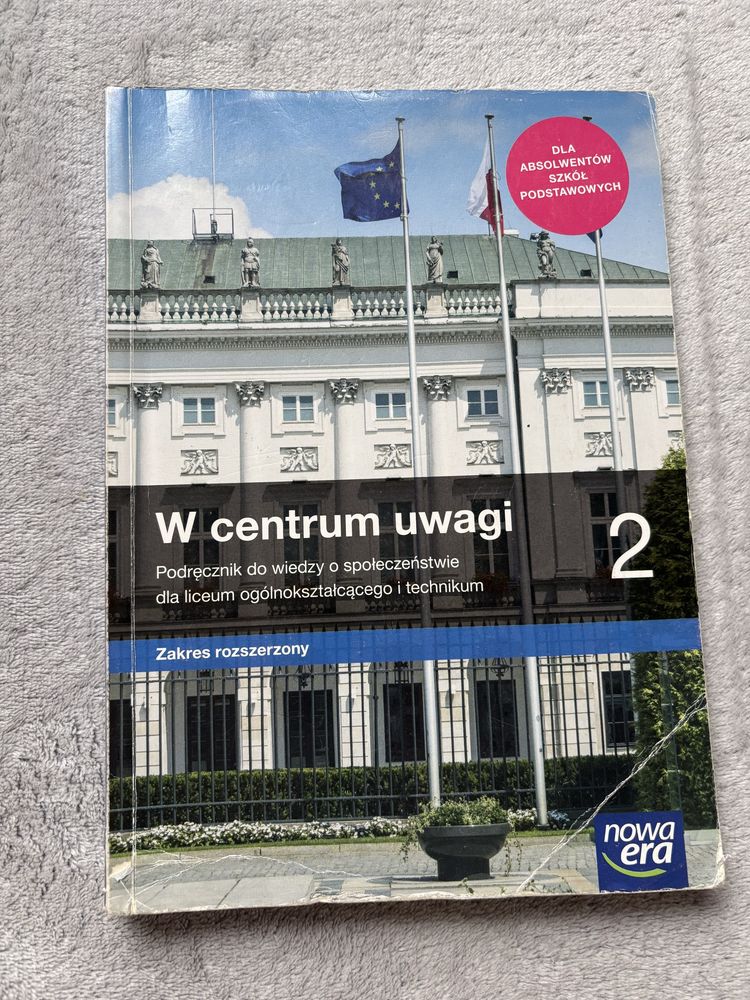 DLA
ABSOLWENTÓW
SZKÓŁ
PODSTAWOWYCH
W centrum uwagi
2
Podręcznik do wiedzy o społeczeństwie
dla liceum ogólnokształcącego i technikum
Zakres rozszerzony
nowa
era